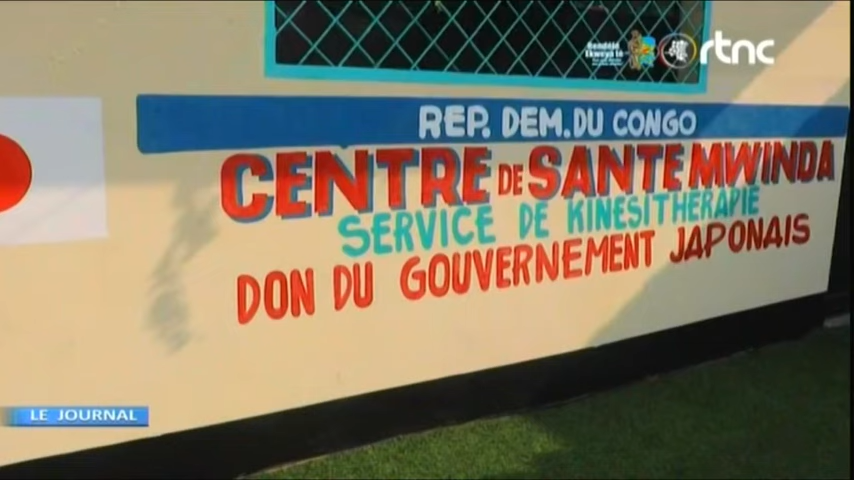 rtnc
REP. DEM. DU CONGO
CENTRE DE SANTE MWINDA
SERVICE DE KINESITHERAPIE
DON DU GOUVERNEMENT JAPONAIS
LE JOURNAL